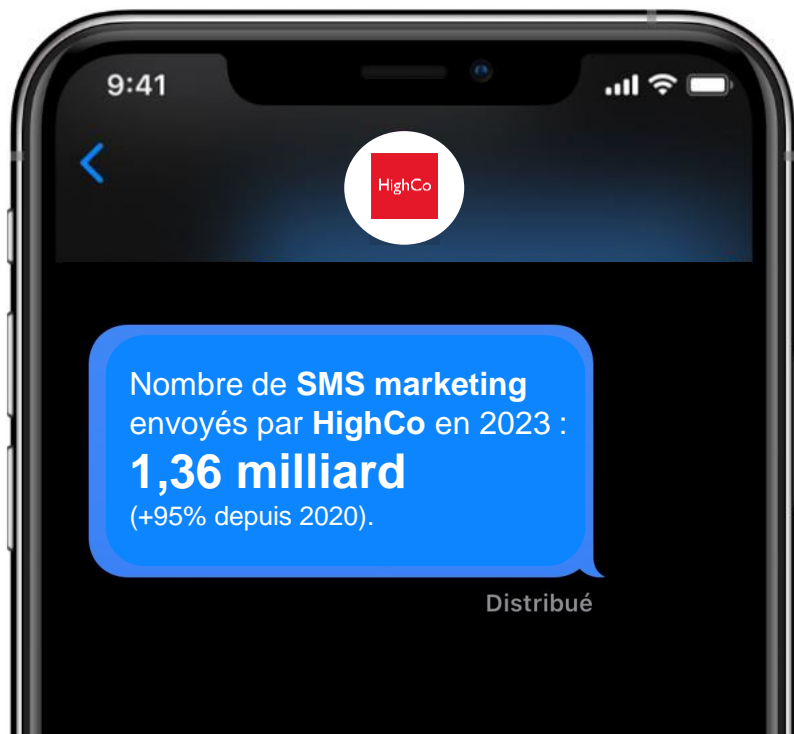 9:41
HighCo
Nombre de SMS marketing
envoyés par HighCo en 2023 :
1,36 milliard
(+95% depuis 2020).
Distribué